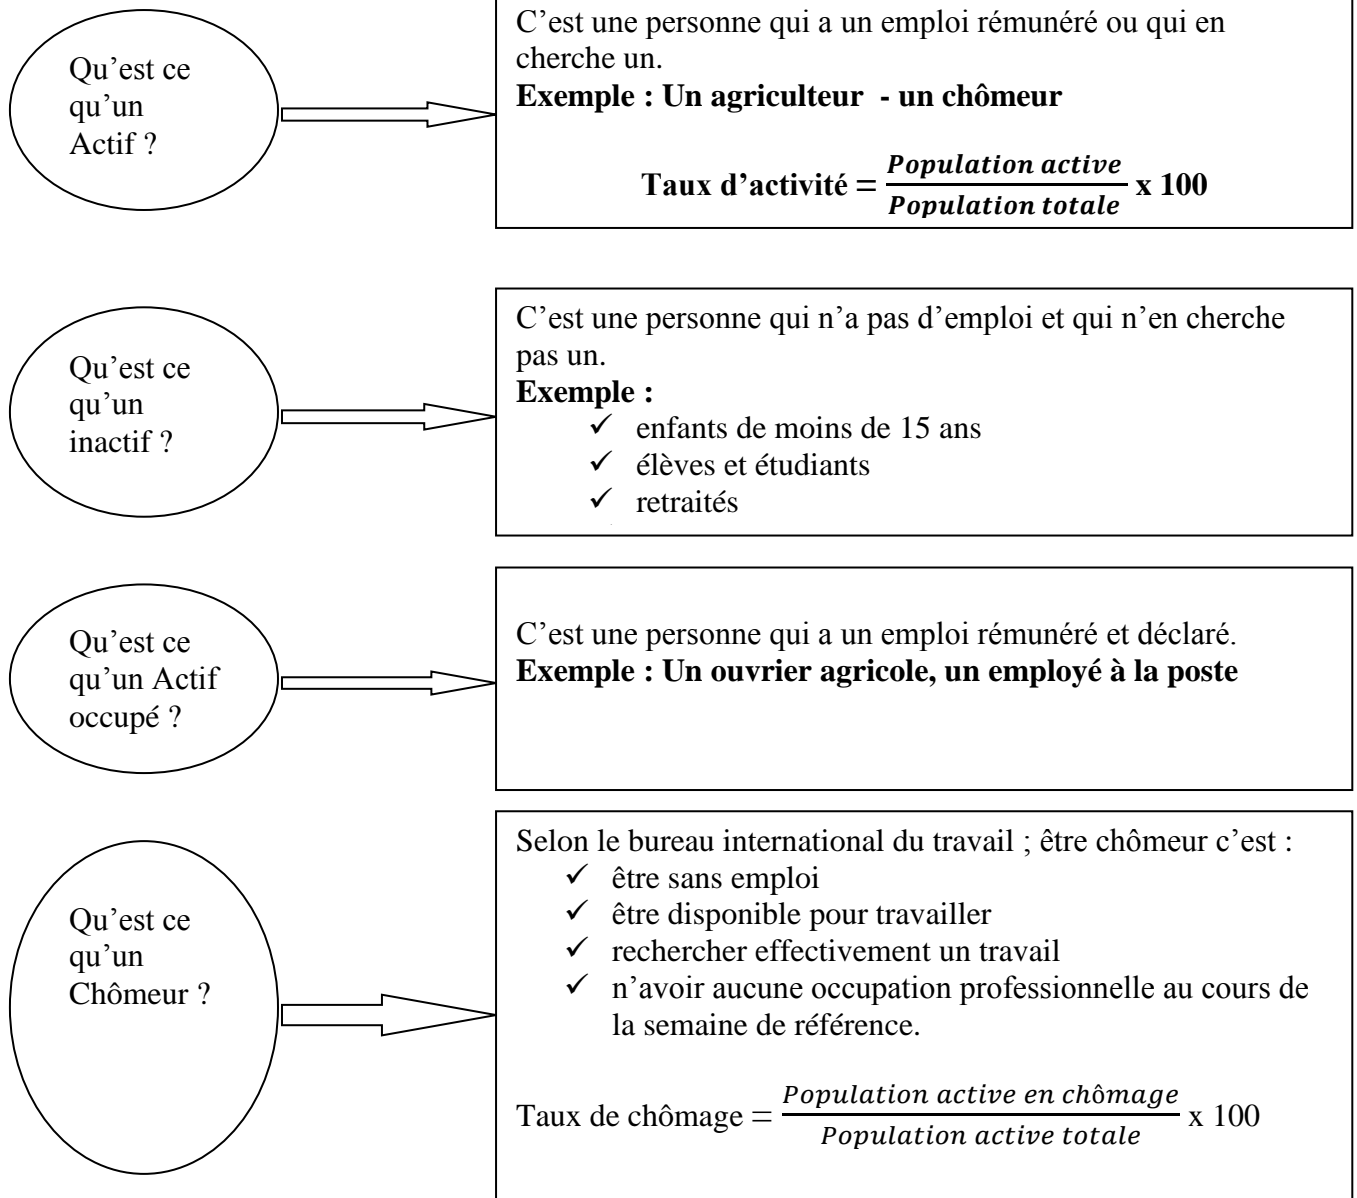 Qu’est ce
qu’un
Actif ?
C’est une personne qui a un emploi rémunéré ou qui en
cherche un.
Exemple : Un agriculteur - un chômeur
Taux d’activité = Population active / Population totale x 100
Qu’est ce
qu’un
inactif ?
C’est une personne qui n’a pas d’emploi et qui n’en cherche
pas un.
Exemple :
✓ enfants de moins de 15 ans
✓ élèves et étudiants
✓ retraités
Qu’est ce
qu’un Actif
occupé ?
C’est une personne qui a un emploi rémunéré et déclaré.
Exemple : Un ouvrier agricole, un employé à la poste
Qu’est ce
qu’un
Chômeur ?
Selon le bureau international du travail ; être chômeur c’est :
✓ être sans emploi
✓ être disponible pour travailler
✓ rechercher effectivement un travail
✓ n’avoir aucune occupation professionnelle au cours de
la semaine de référence.
Taux de chômage = Population active en chômage / Population active totale x 100